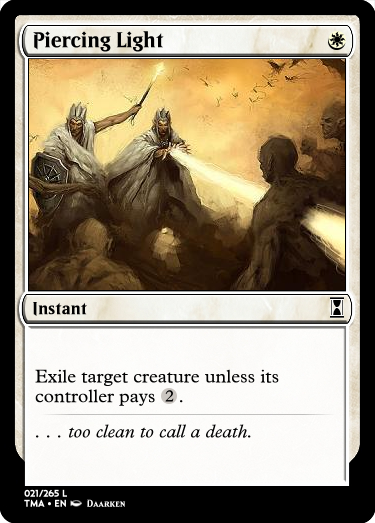 Piercing Light
Instant
Exile target creature unless its
controller pays 2.
. . . too clean to call a death.
021/265 L
TMA • EN Daarken